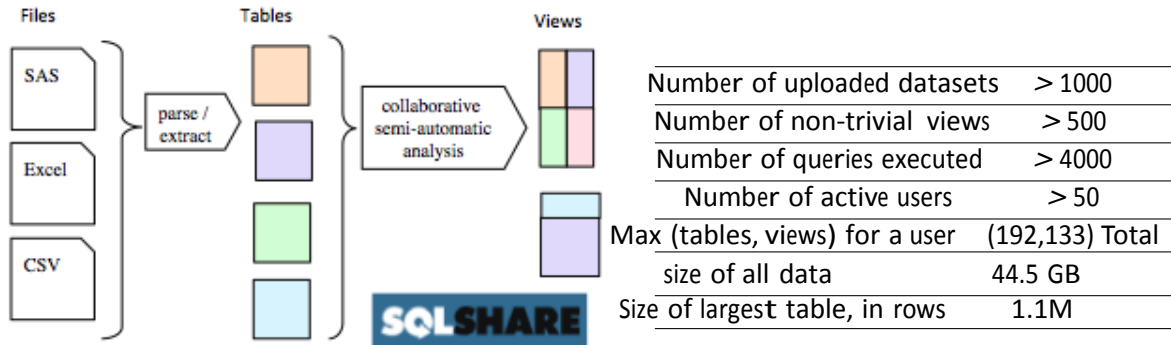 Files
Tables
Views
SAS
Excel
CSV
parse /
extract
collaborative
semi-automatic
analysis
SQLSHARE
Number of uploaded datasets > 1000
Number of non-trivial views > 500
Number of queries executed > 4000
Number of active users > 50
Max (tables, views) for a user (192,133) Total
size of all data 44.5 GB
Size of largest table, in rows 1.1M